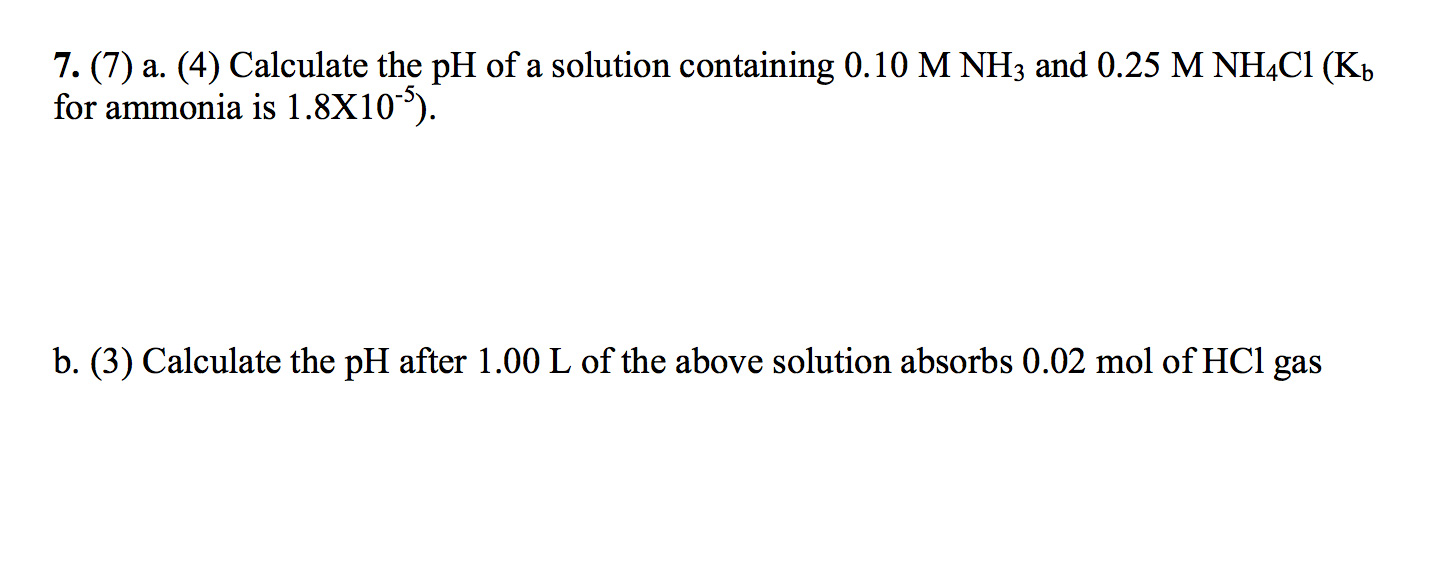 7. (7) a. (4) Calculate the pH of a solution containing 0.10 M NH₃ and 0.25 M NH₄Cl (K_b
for ammonia is 1.8X10⁻⁵).
b. (3) Calculate the pH after 1.00 L of the above solution absorbs 0.02 mol of HCl gas